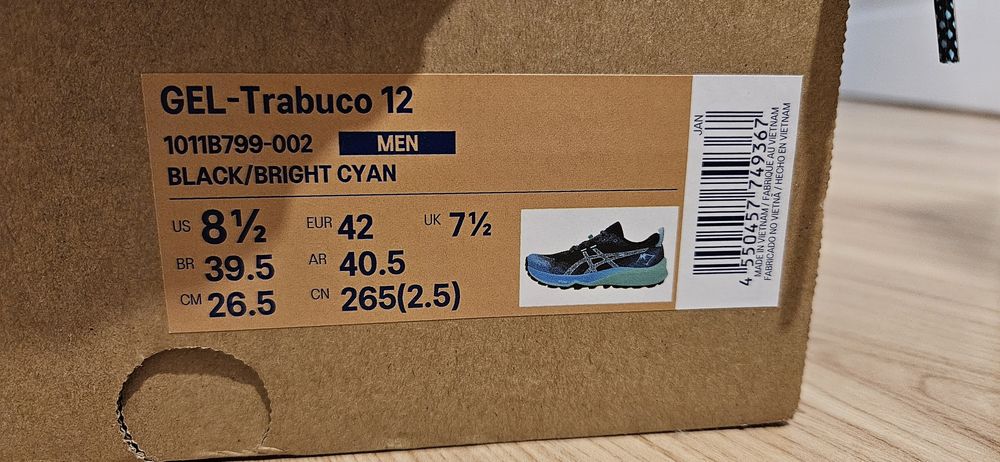 GEL-Trabuco 12
1011B799-002 MEN
BLACK/BRIGHT CYAN
US 8½ EUR 42 UK 7½
BR 39.5 AR 40.5
CM 26.5 CN 265(2.5)
JAN
4 550457 749367
MADE IN VIETNAM / FABRIQUÉ AU VIETNAM
FABRICADO NO VIETNÃ / HECHO EN VIETNAM